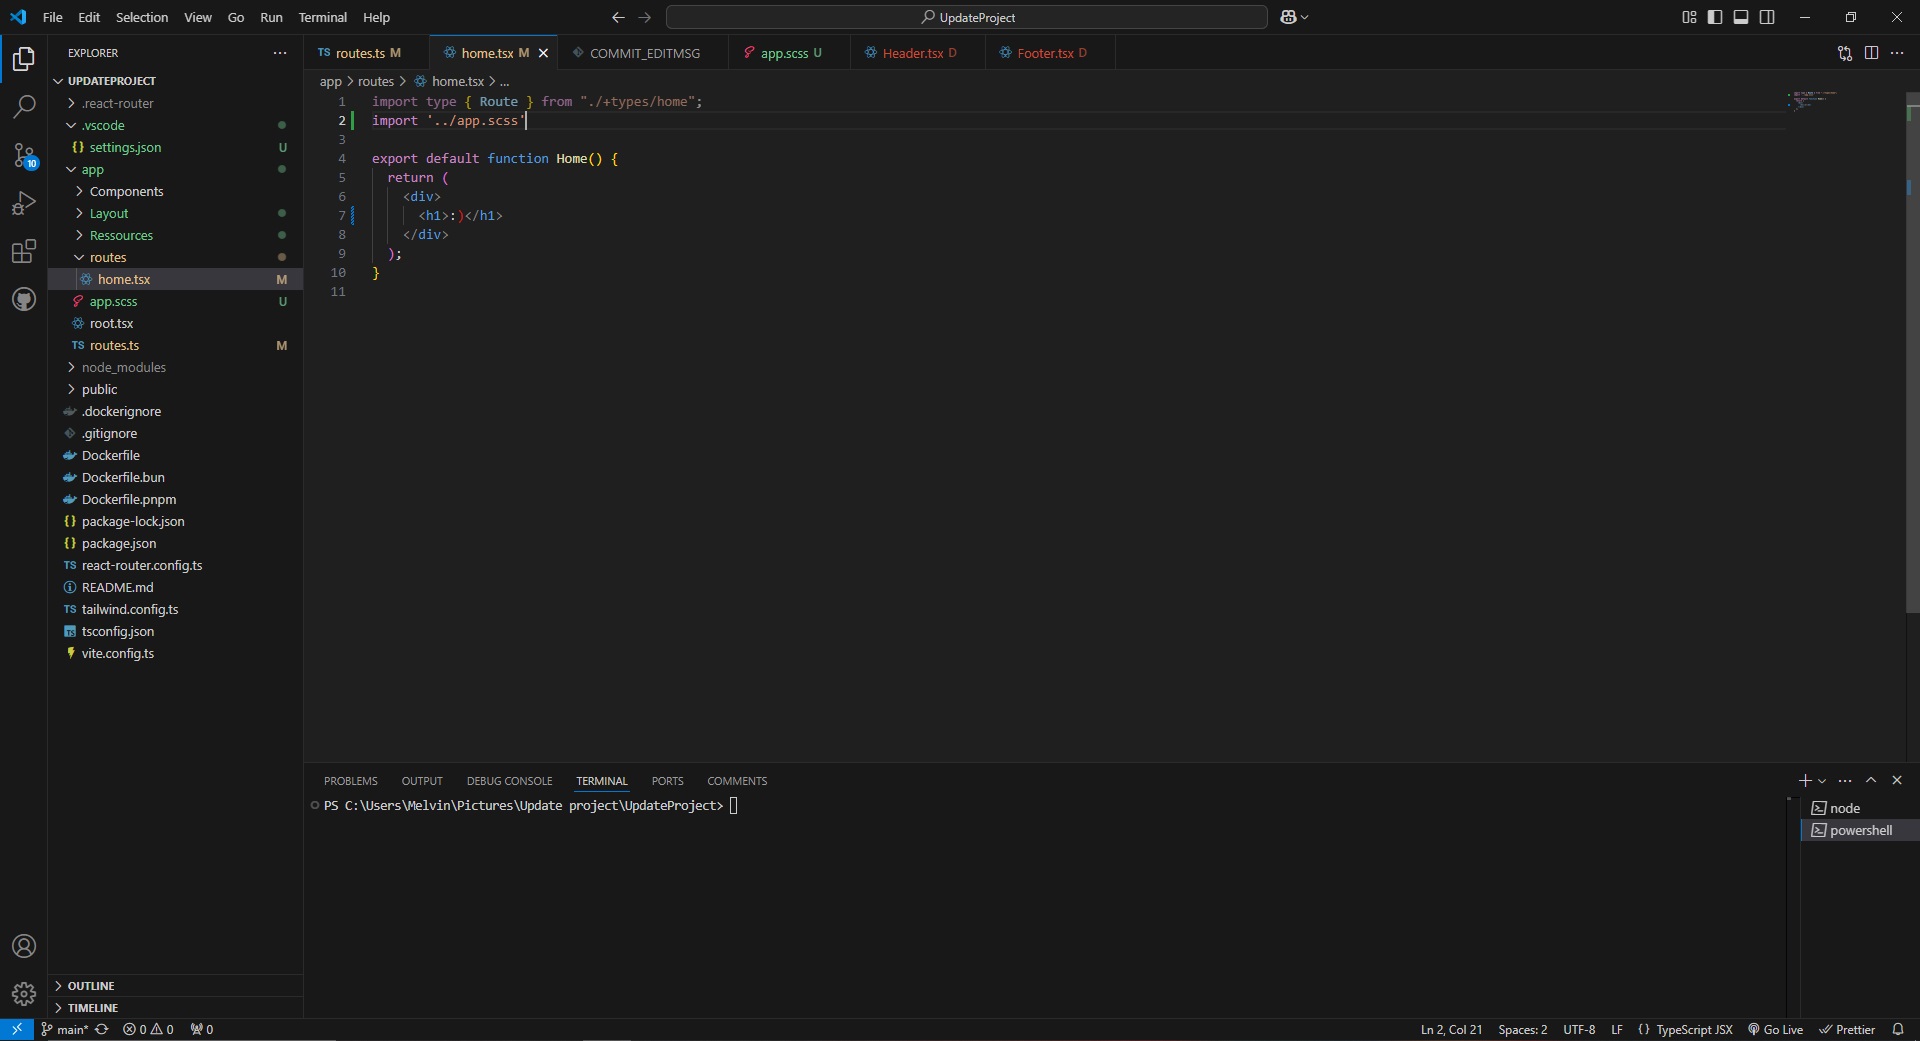 File Edit Selection View Go Run Terminal Help
UpdateProject
EXPLORER
UPDATEPROJECT
.react-router
.vscode
settings.json U
app
Components
Layout
Ressources
routes
home.tsx M
app.scss U
root.tsx
TS routes.ts M
node_modules
public
.dockerignore
.gitignore
Dockerfile
Dockerfile.bun
Dockerfile.pnpm
{} package-lock.json
{} package.json
TS react-router.config.ts
README.md
TS tailwind.config.ts
tsconfig.json
vite.config.ts
OUTLINE
TIMELINE
10
TS routes.ts M
home.tsx M
COMMIT_EDITMSG
app.scss U
Header.tsx D
Footer.tsx D
app > routes > home.tsx > ...
1 import type { Route } from "./+types/home";
2 import '../app.scss'
3
4 export default function Home() {
5 return (
6 <div>
7 <h1>:)</h1>
8 </div>
9 );
10 }
11
PROBLEMS OUTPUT DEBUG CONSOLE TERMINAL PORTS COMMENTS
PS C:\Users\Melvin\Pictures\Update project\UpdateProject>
node
powershell
main* 0 0 0
Ln 2, Col 21 Spaces: 2 UTF-8 LF {} TypeScript JSX Go Live Prettier